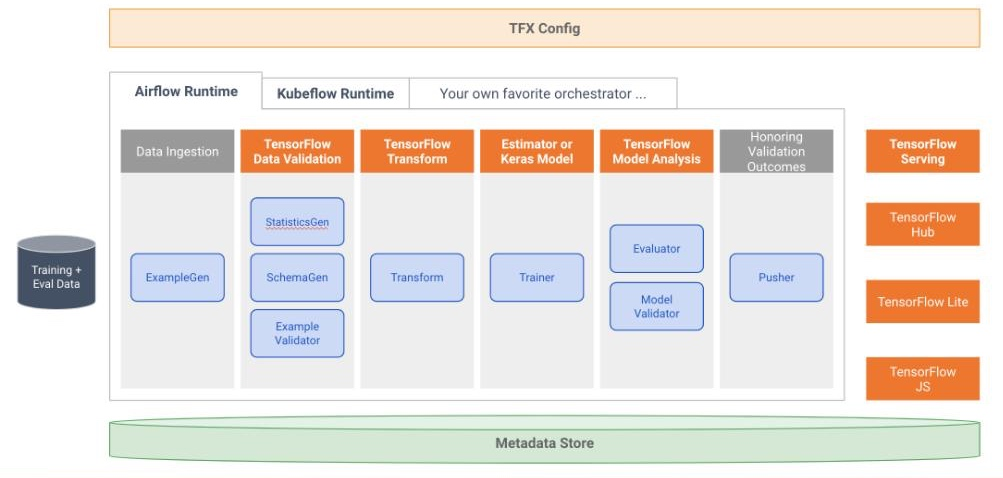 TFX Config
Airflow Runtime
Kubeflow Runtime
Your own favorite orchestrator ...
Data Ingestion
TensorFlow
Data Validation
TensorFlow
Transform
Estimator or
Keras Model
TensorFlow
Model Analysis
Honoring
Validation
Outcomes
TensorFlow
Serving
Training +
Eval Data
ExampleGen
StatisticsGen
SchemaGen
Example
Validator
Transform
Trainer
Evaluator
Model
Validator
Pusher
TensorFlow
Hub
TensorFlow Lite
TensorFlow
JS
Metadata Store